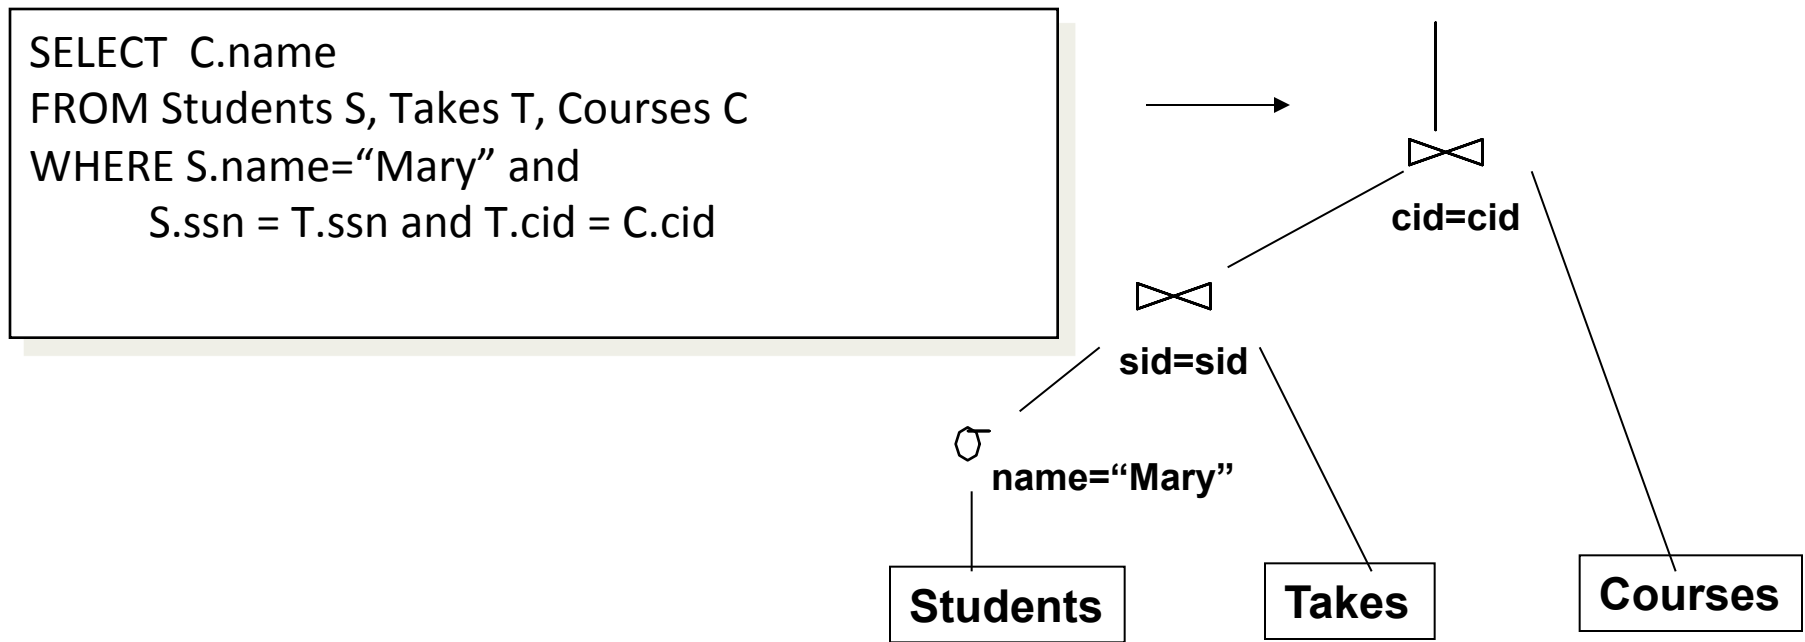 SELECT C.name
FROM Students S, Takes T, Courses C
WHERE S.name=“Mary” and
S.ssn = T.ssn and T.cid = C.cid
cid=cid
sid=sid
σ
name=“Mary”
Students
Takes
Courses